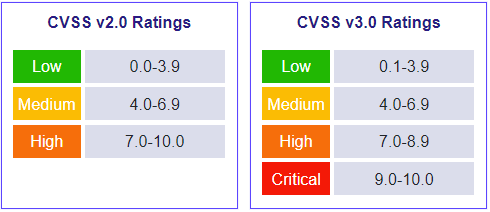 CVSS v2.0 Ratings
Low 0.0-3.9
Medium 4.0-6.9
High 7.0-10.0
CVSS v3.0 Ratings
Low 0.1-3.9
Medium 4.0-6.9
High 7.0-8.9
Critical 9.0-10.0